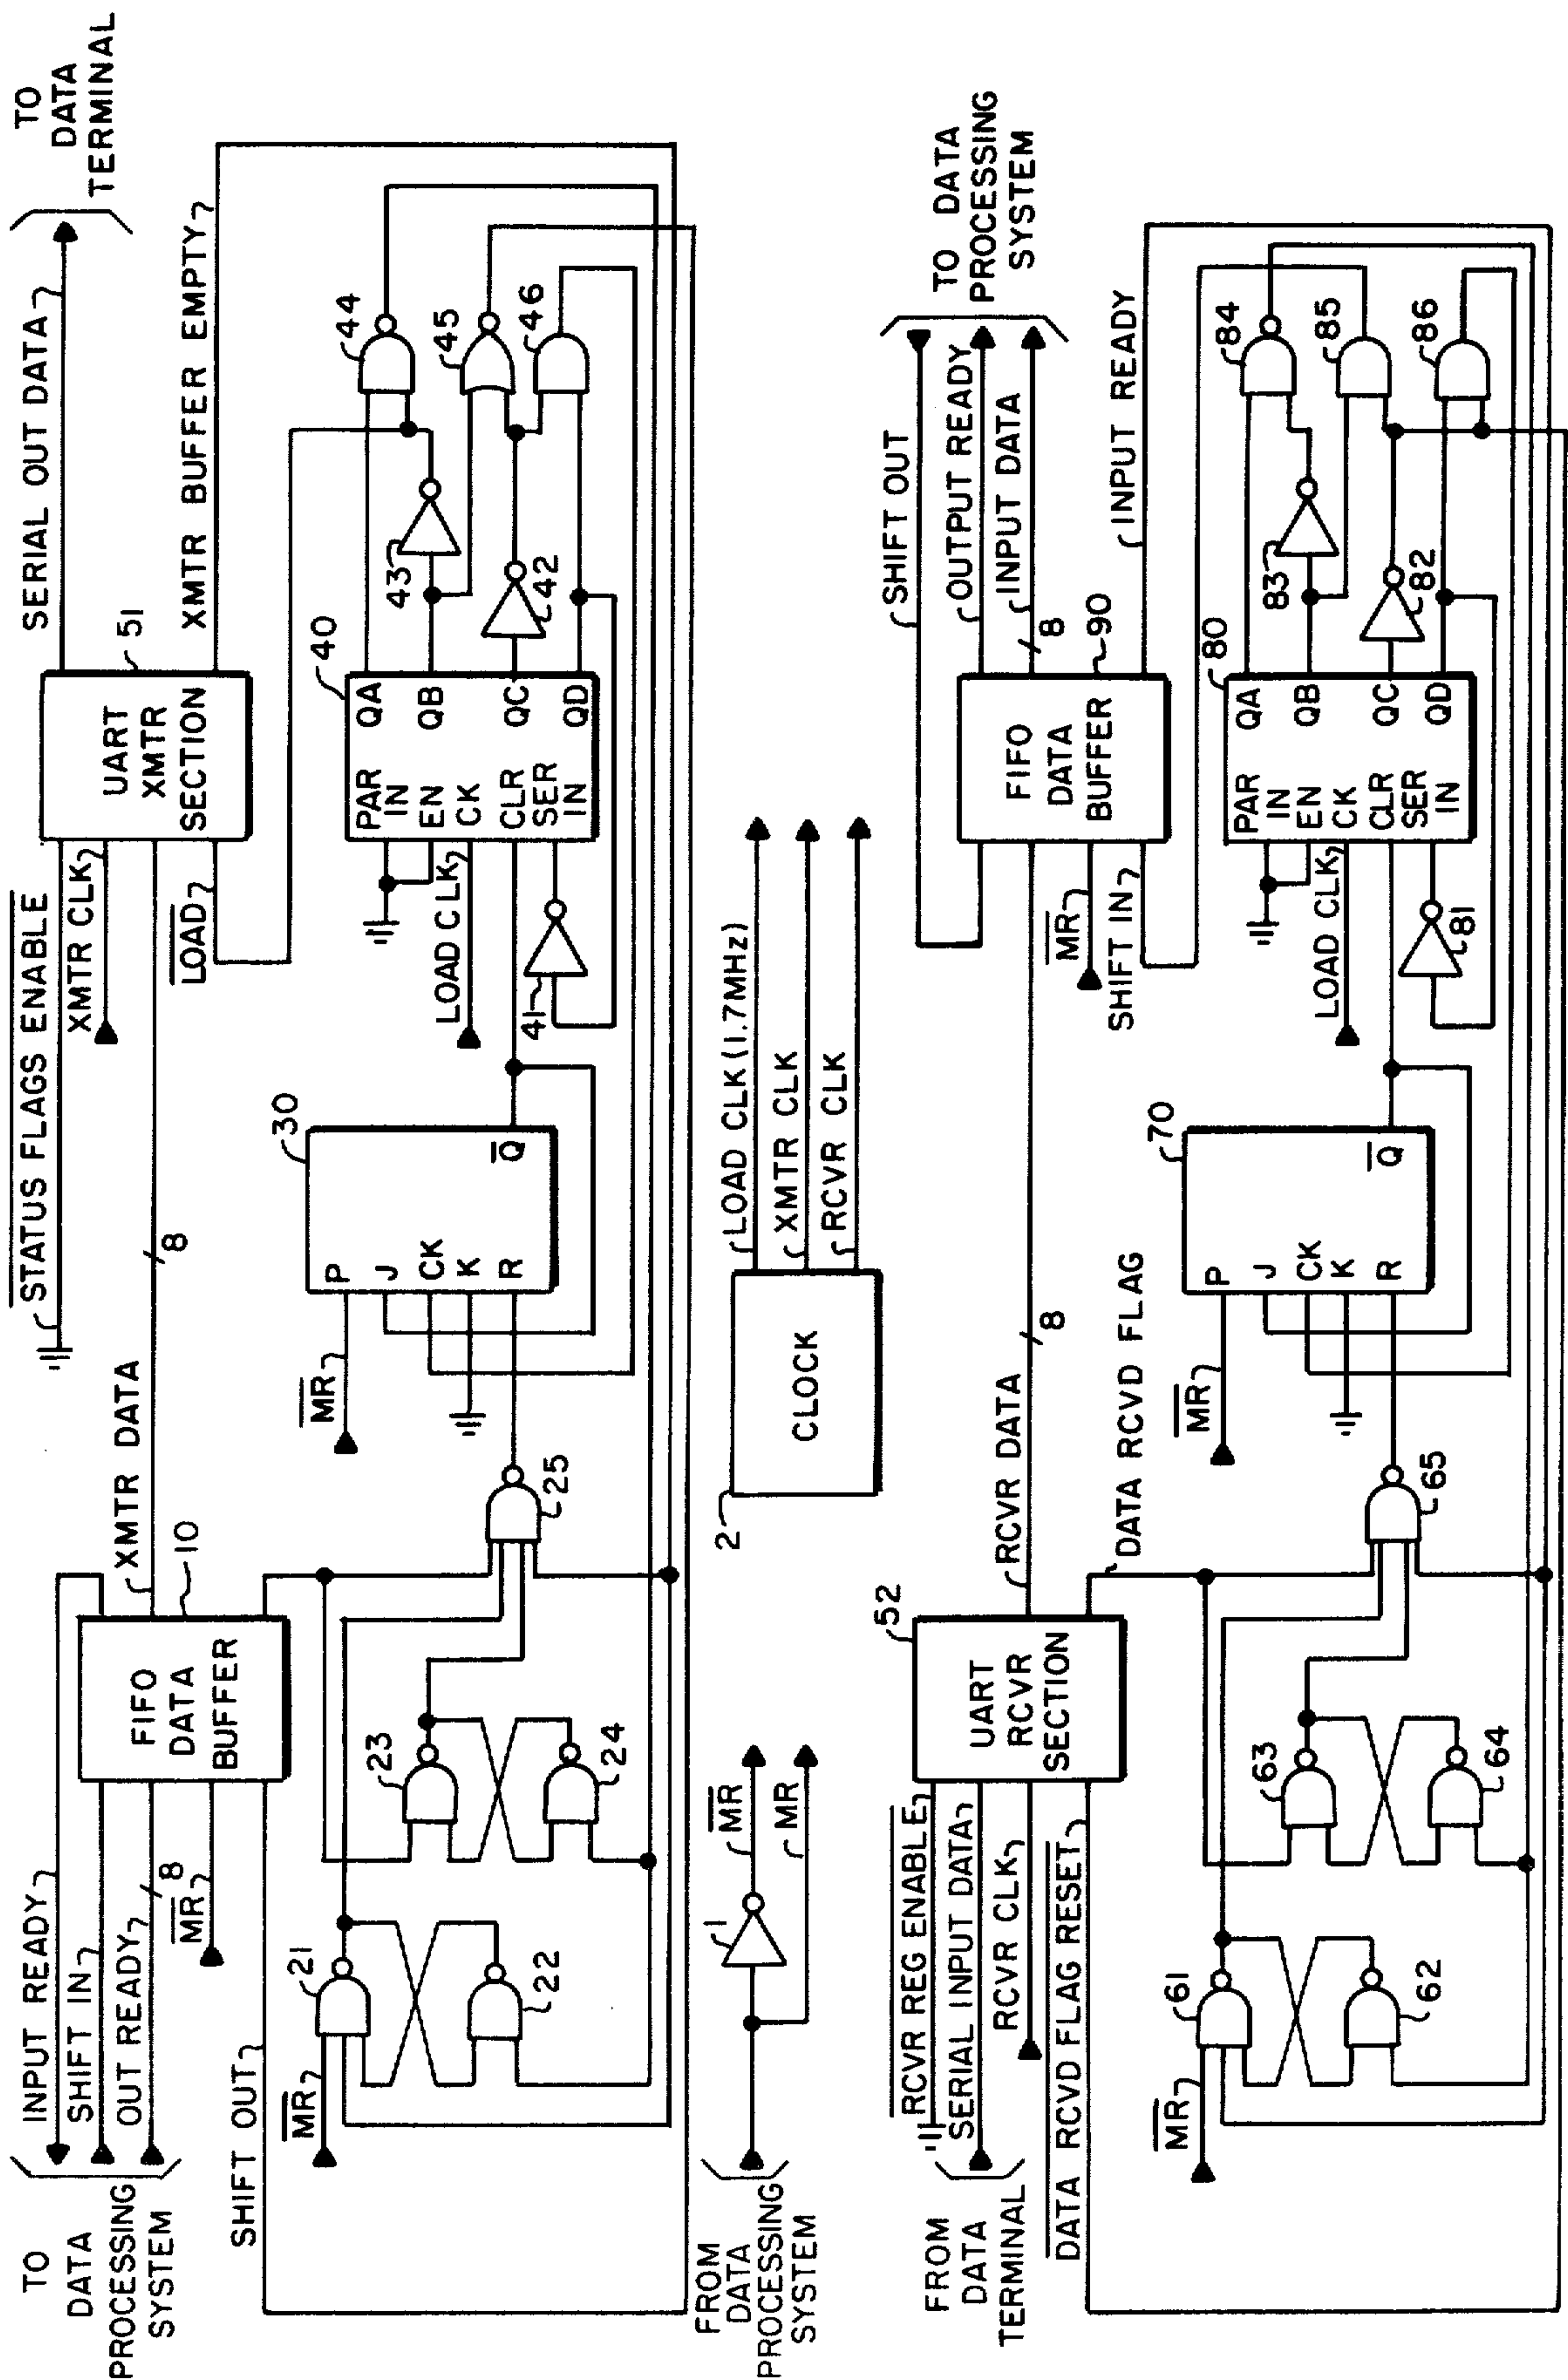 TO
DATA
PROCESSING
SYSTEM
INPUT READY
SHIFT IN
OUT READY
8
MR
SHIFT OUT
FIFO
DATA
BUFFER
10
XMTR DATA
8
STATUS FLAGS ENABLE
XMTR CLK
LOAD
UART
XMTR
SECTION
51
SERIAL OUT DATA
TO
DATA
TERMINAL
XMTR BUFFER EMPTY
MR
21
22
23
24
25
MR
30
P
J
CK
K
R
Q
LOAD CLK
41
40
PAR
IN
EN
CK
CLR
SER
IN
QA
QB
QC
QD
43
42
44
45
46
FROM
DATA
PROCESSING
SYSTEM
1
MR
MR
2
CLOCK
LOAD CLK (1.7MHz)
XMTR CLK
RCVR CLK
FROM
DATA
TERMINAL
RCVR REG ENABLE
SERIAL INPUT DATA
RCVR CLK
DATA RCVD FLAG RESET
52
UART
RCVR
SECTION
RCVR DATA
8
DATA RCVD FLAG
MR
SHIFT IN
FIFO
DATA
BUFFER
90
SHIFT OUT
OUTPUT READY
INPUT DATA
8
TO DATA
PROCESSING
SYSTEM
INPUT READY
MR
61
62
63
64
65
MR
70
P
J
CK
K
R
Q
LOAD CLK
81
80
PAR
IN
EN
CK
CLR
SER
IN
QA
QB
QC
QD
83
82
84
85
86